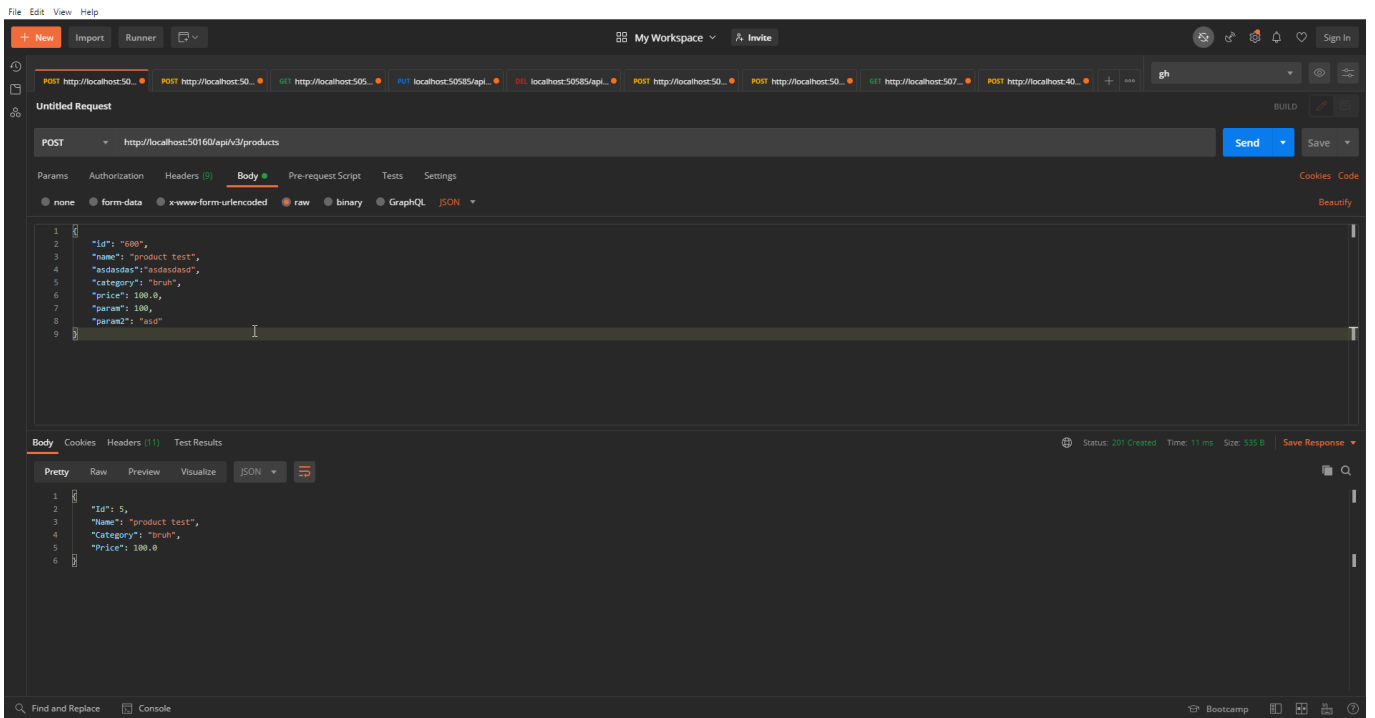 File Edit View Help
+ New Import Runner My Workspace Invite Sign In
POST http://localhost:50... POST http://localhost:50... GET http://localhost:505... PUT localhost:50585/api... DEL localhost:50585/api... POST http://localhost:50... POST http://localhost:50... GET http://localhost:507... POST http://localhost:40... + ooo gh
Untitled Request BUILD
POST http://localhost:50160/api/v3/products Send Save
Params Authorization Headers (9) Body Pre-request Script Tests Settings Cookies Code
none form-data x-www-form-urlencoded raw binary GraphQL JSON Beautify
1 {
2 "id": "600",
3 "name": "product test",
4 "asdasdas":"asdasdasd",
5 "category": "bruh",
6 "price": 100.0,
7 "param": 100,
8 "param2": "asd"
9 }
Body Cookies Headers (11) Test Results Status: 201 Created Time: 11 ms Size: 535 B Save Response
Pretty Raw Preview Visualize JSON
1 {
2 "Id": 5,
3 "Name": "product test",
4 "Category": "bruh",
5 "Price": 100.0
6 }
Find and Replace Console Bootcamp